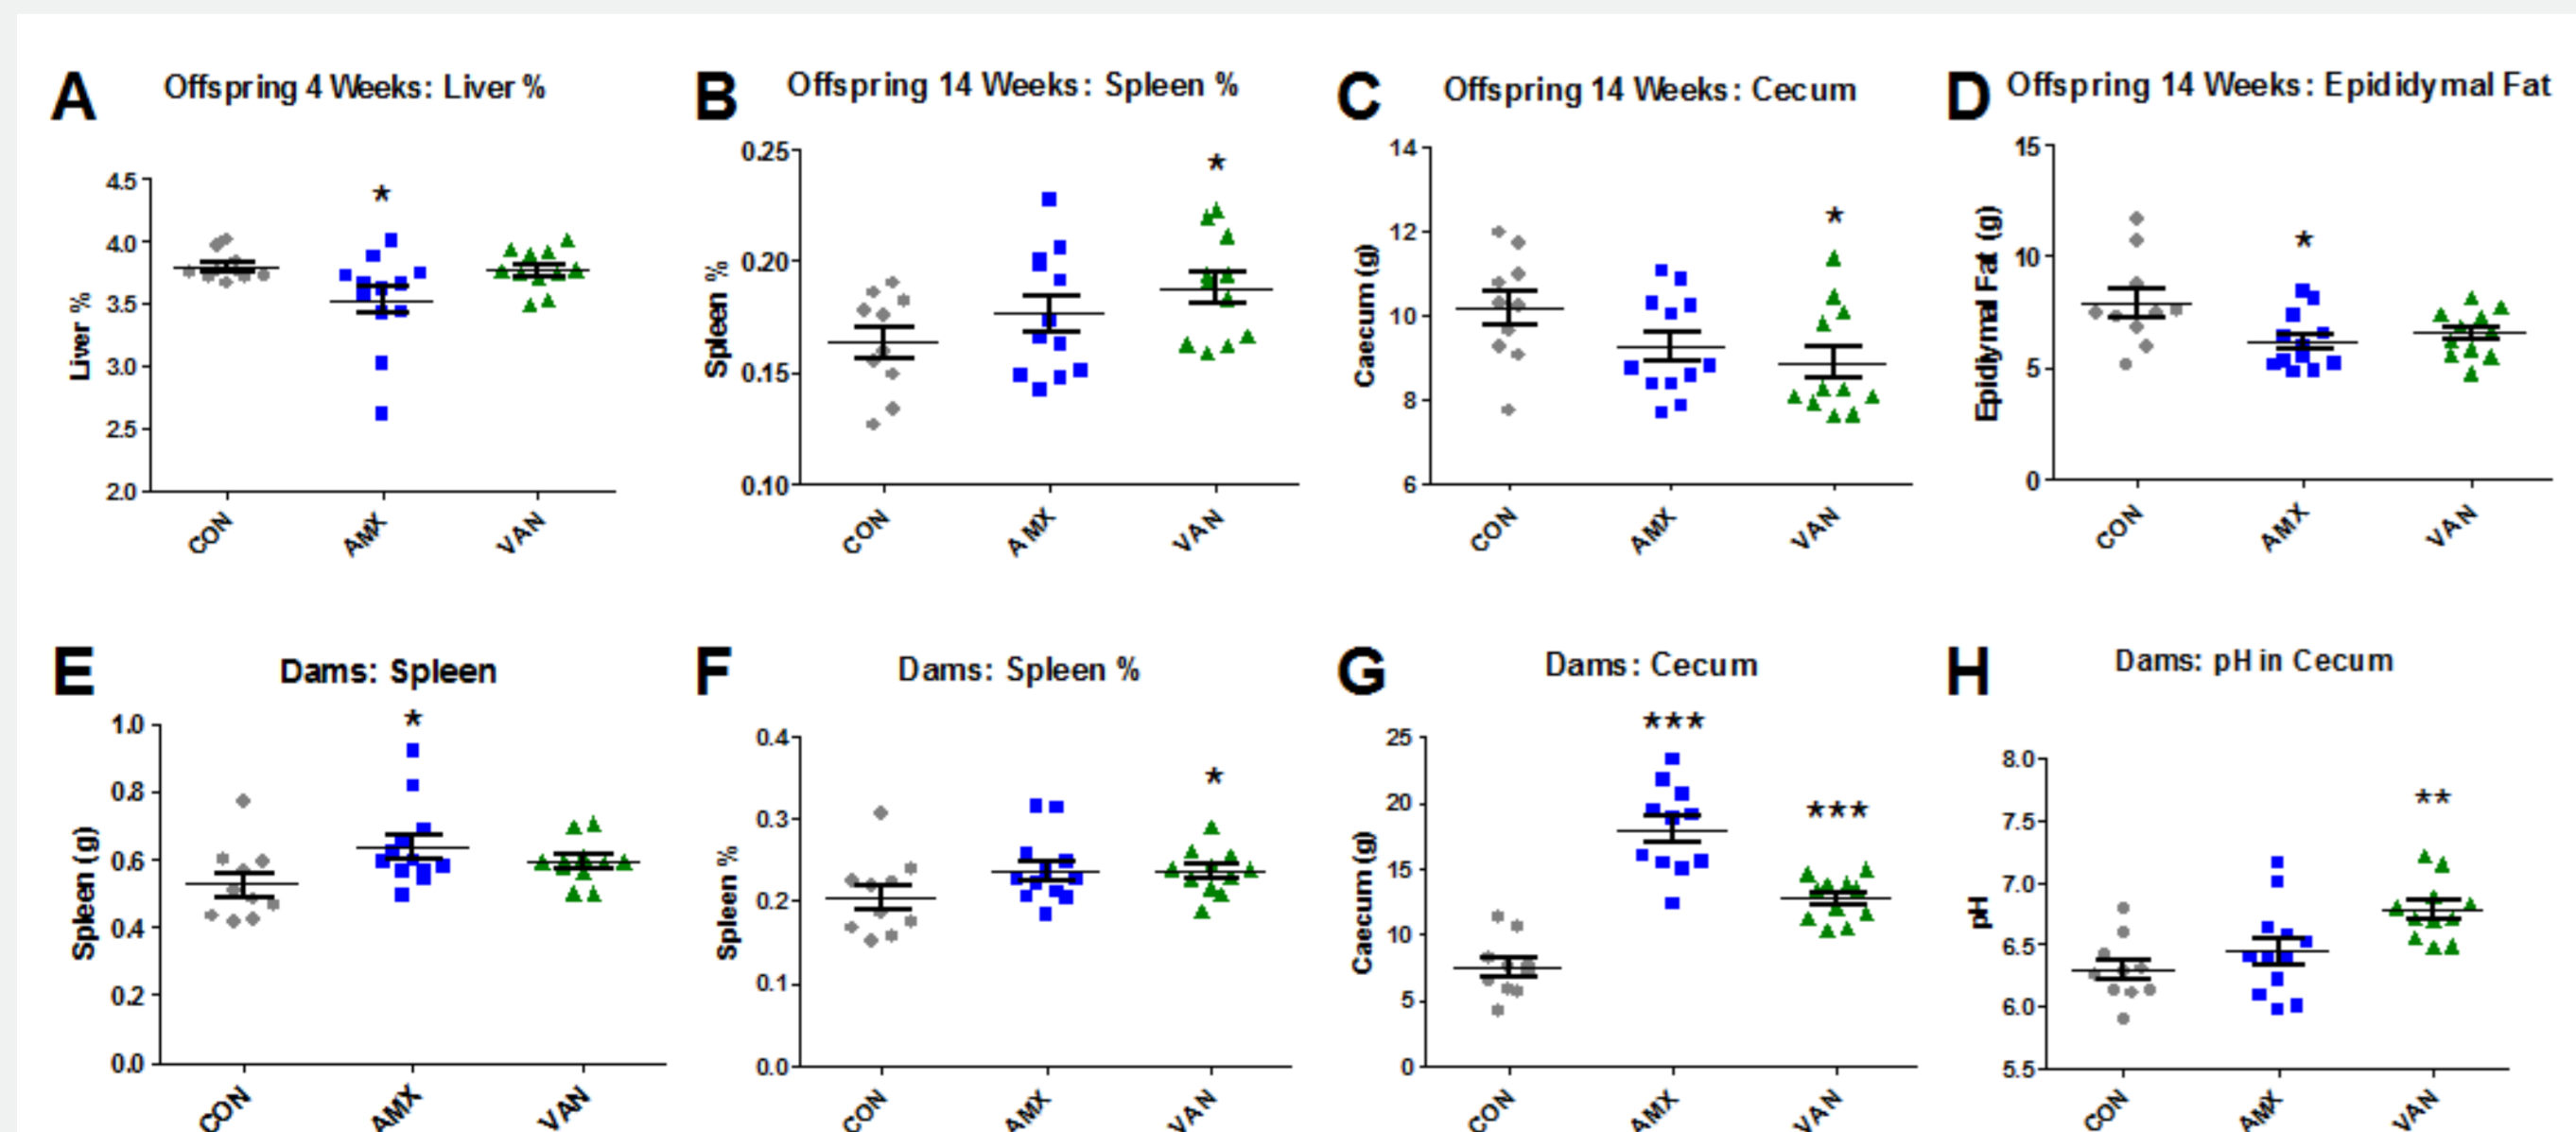 A Offspring 4 Weeks: Liver %
4.5
4.0
3.5
3.0
2.5
2.0
Liver %
*
CON AMX VAN
B Offspring 14 Weeks: Spleen %
0.25
0.20
0.15
0.10
Spleen %
*
CON AMX VAN
C Offspring 14 Weeks: Cecum
14
12
10
8
6
Caecum (g)
*
CON AMX VAN
D Offspring 14 Weeks: Epididymal Fat
15
10
5
0
Epidiymal Fat (g)
*
CON AMX VAN
E Dams: Spleen
1.0
0.8
0.6
0.4
0.2
0.0
Spleen (g)
*
CON AMX VAN
F Dams: Spleen %
0.4
0.3
0.2
0.1
0.0
Spleen %
*
CON AMX VAN
G Dams: Cecum
25
20
15
10
5
0
Caecum (g)
*** ***
CON AMX VAN
H Dams: pH in Cecum
8.0
7.5
7.0
6.5
6.0
5.5
pH
**
CON AMX VAN